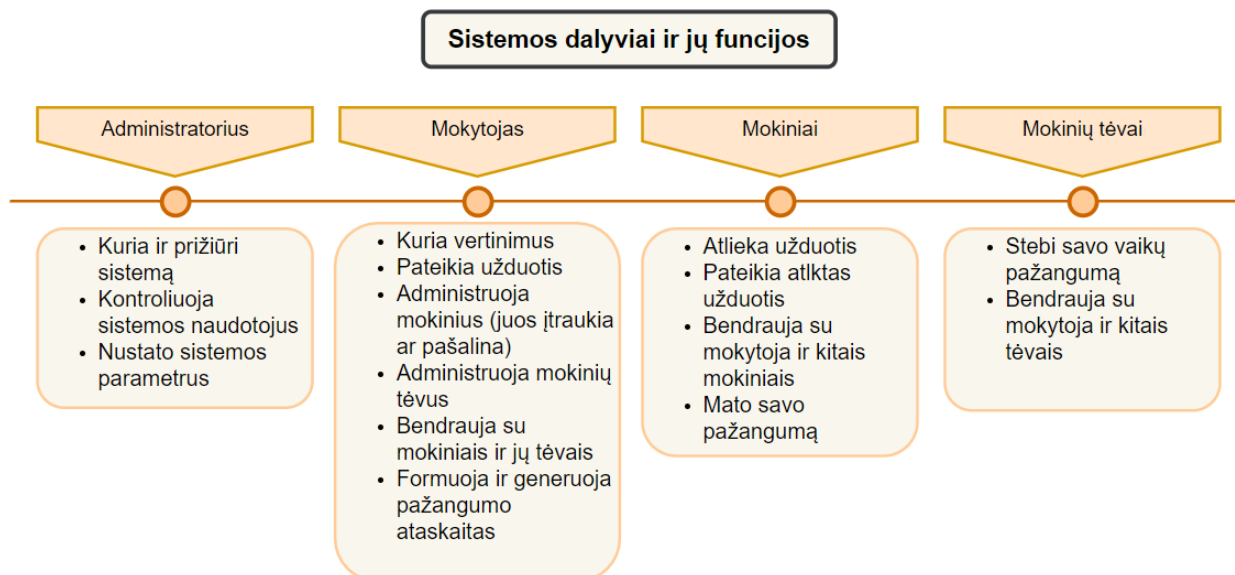 Sistemos dalyviai ir jų funcijos
Administratorius
Mokytojas
Mokiniai
Mokinių tėvai
• Kuria ir prižiūri
sistemą
• Kontroliuoja
sistemos naudotojus
• Nustato sistemos
parametrus
• Kuria vertinimus
• Pateikia užduotis
• Administruoja
mokinius (juos įtraukia
ar pašalina)
• Administruoja mokinių
tėvus
• Bendrauja su
mokiniais ir jų tėvais
• Formuoja ir generuoja
pažangumo
ataskaitas
• Atlieka užduotis
• Pateikia atlktas
užduotis
• Bendrauja su
mokytoja ir kitais
mokiniais
• Mato savo
pažangumą
• Stebi savo vaikų
pažangumą
• Bendrauja su
mokytoja ir kitais
tėvais